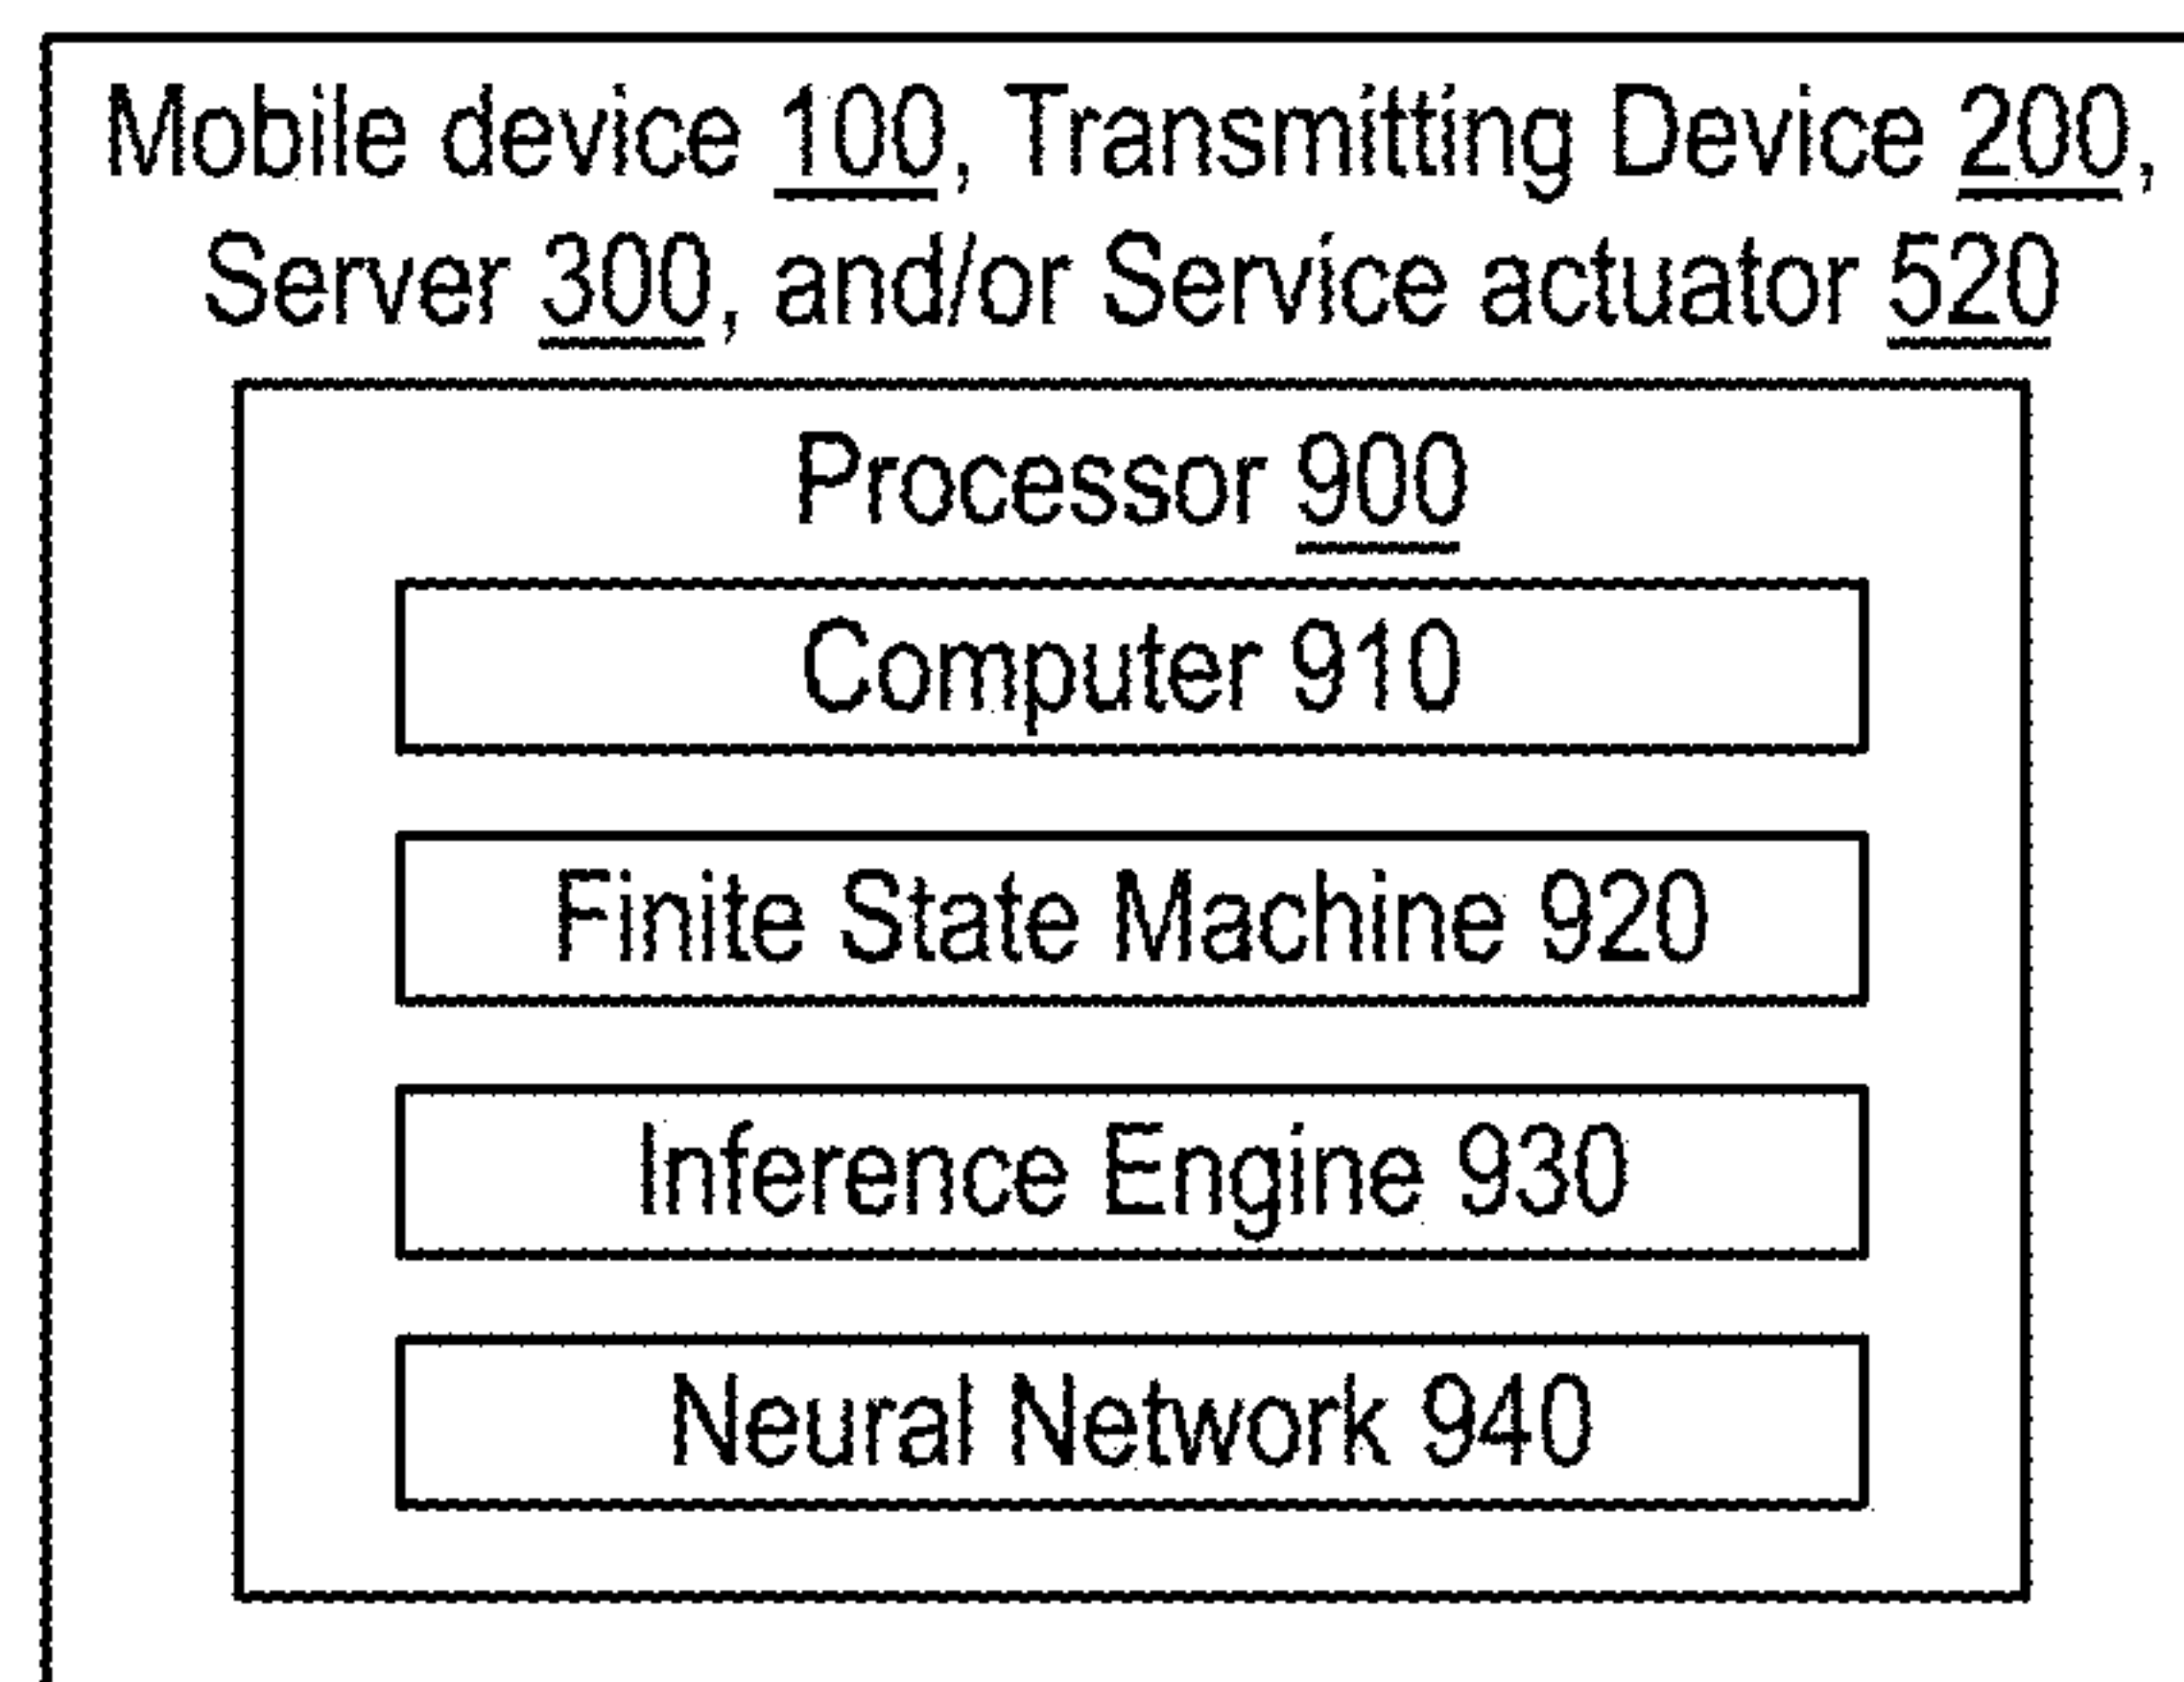 Mobile device 100, Transmitting Device 200,
Server 300, and/or Service actuator 520
Processor 900
Computer 910
Finite State Machine 920
Inference Engine 930
Neural Network 940